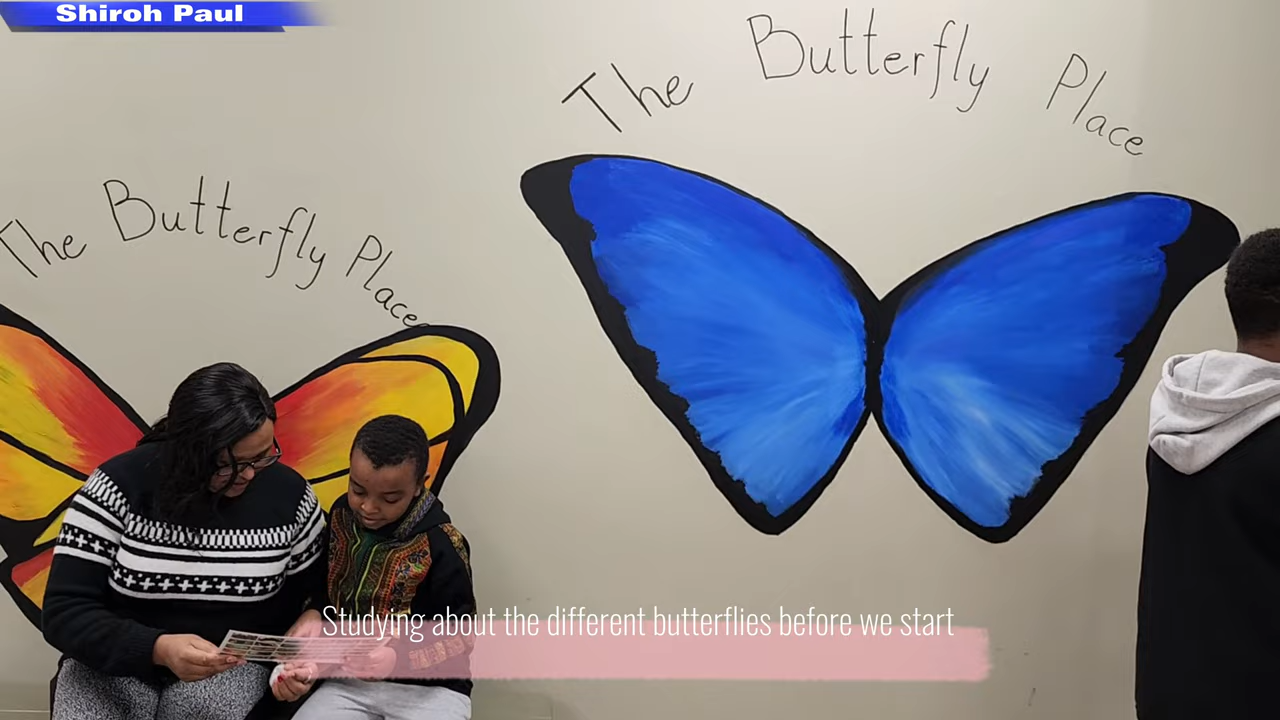 Shiroh Paul
The Butterfly Place
The Butterfly Place
Studying about the different butterflies before we start